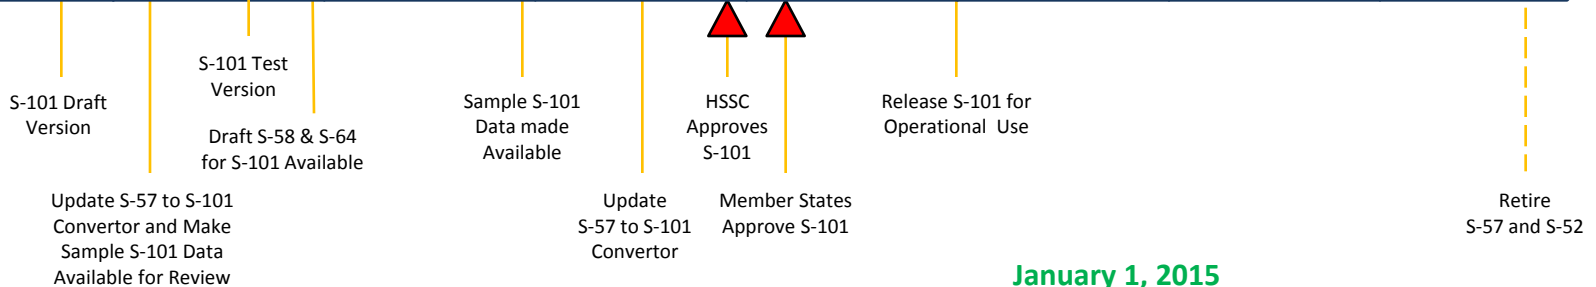 S-101 Draft
Version
Update S-57 to S-101
Convertor and Make
Sample S-101 Data
Available for Review
S-101 Test
Version
Draft S-58 & S-64
for S-101 Available
Sample S-101
Data made
Available
Update
S-57 to S-101
Convertor
HSSC
Approves
S-101
Member States
Approve S-101
Release S-101 for
Operational Use
Retire
S-57 and S-52
January 1, 2015